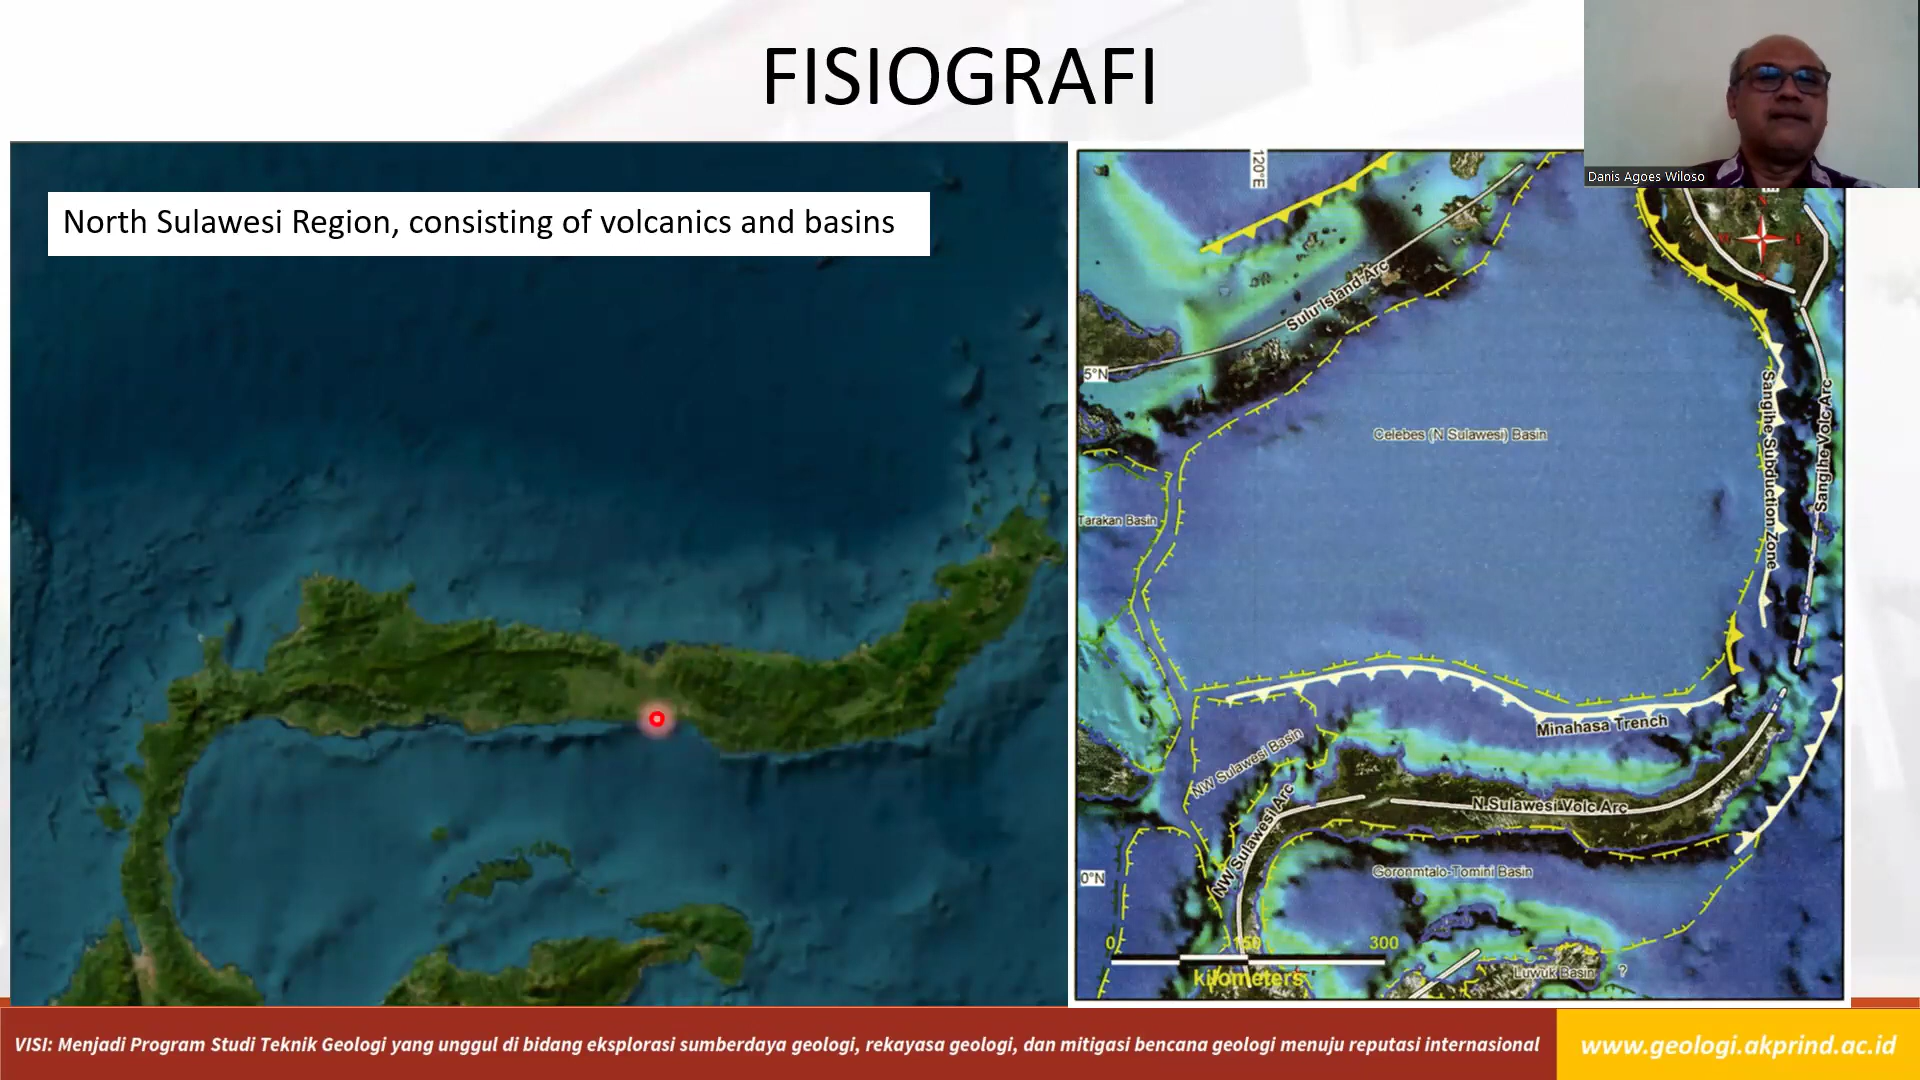 FISIOGRAFI
Danis Agoes Wiloso
North Sulawesi Region, consisting of volcanics and basins
120°E
Sulu Island Arc
5°N
Celebes (N Sulawesi) Basin
Sangihe Subduction Zone
Sangihe Volc Arc
Tarakan Basin
Minahasa Trench
NW Sulawesi Basin
N.Sulawesi Volc Arc
NW Sulawesi Arc
0°N
Goronmtalo-Tomini Basin
0 150 300
kilometers
Luwuk Basin ?
VISI: Menjadi Program Studi Teknik Geologi yang unggul di bidang eksplorasi sumberdaya geologi, rekayasa geologi, dan mitigasi bencana geologi menuju reputasi internasional
www.geologi.akprind.ac.id